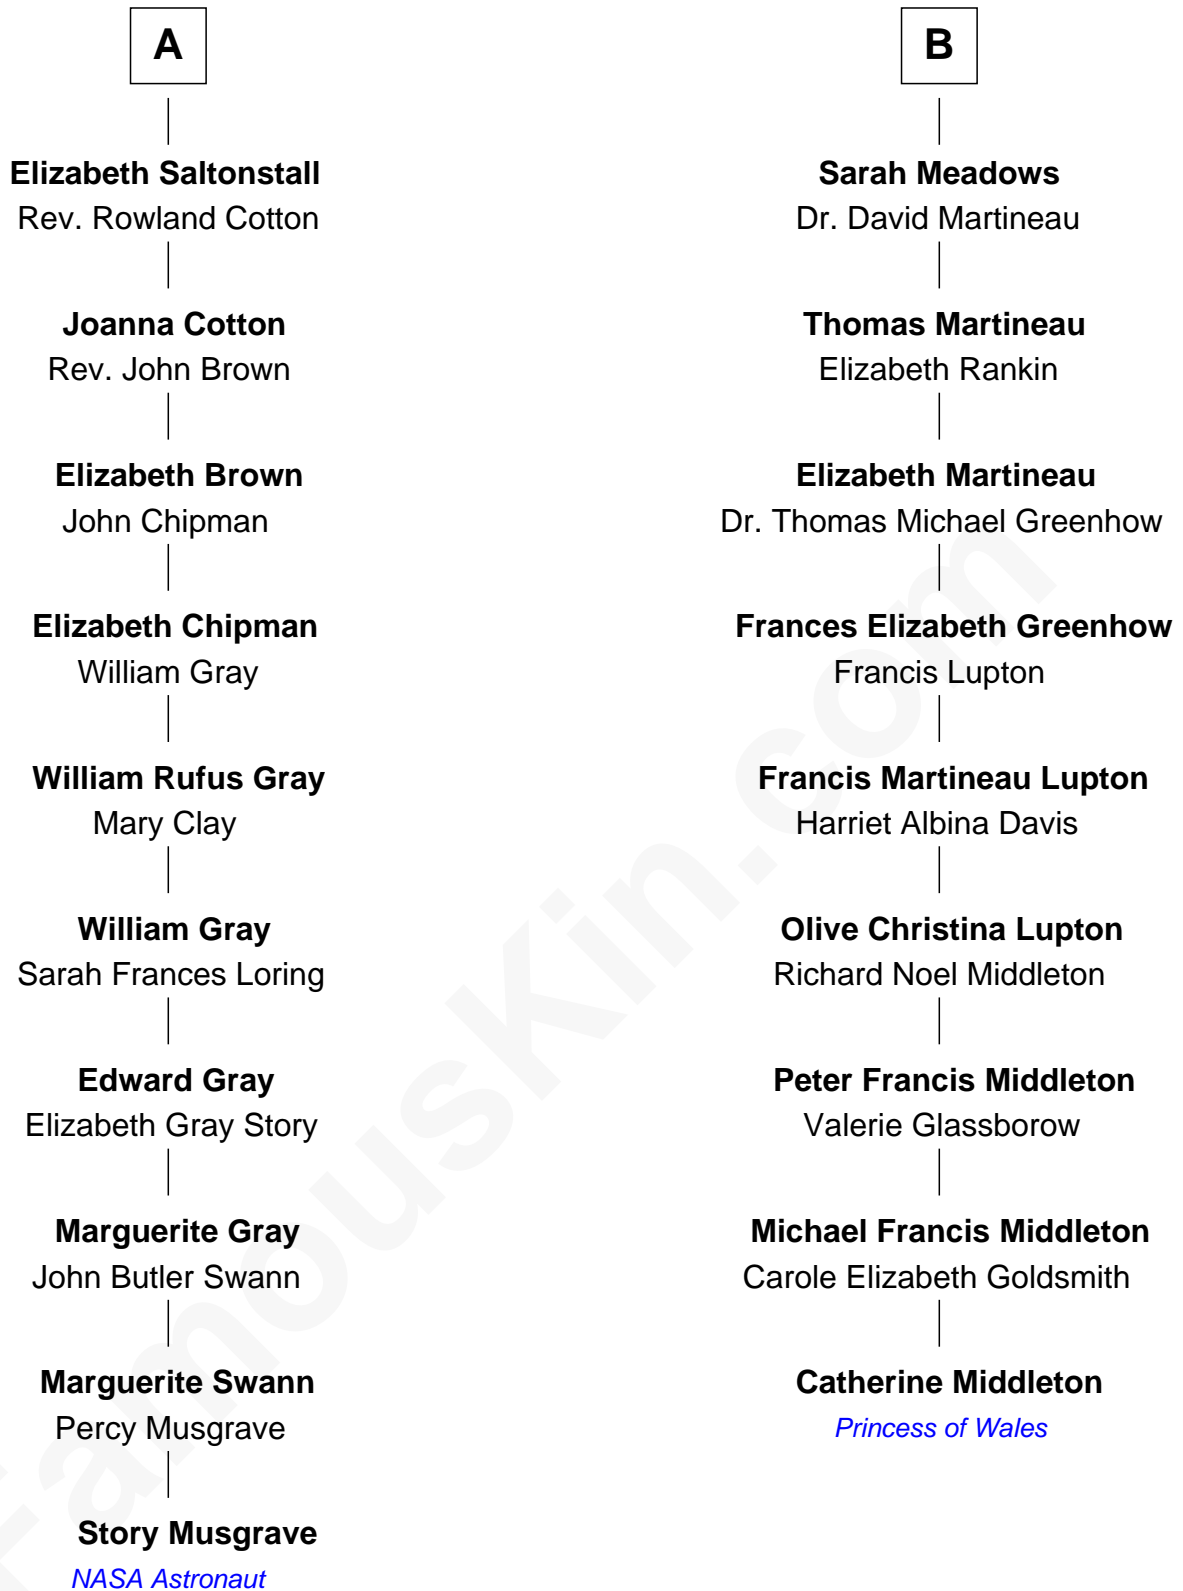 A
Elizabeth Saltonstall
Rev. Rowland Cotton
Joanna Cotton
Rev. John Brown
Elizabeth Brown
John Chipman
Elizabeth Chipman
William Gray
William Rufus Gray
Mary Clay
William Gray
Sarah Frances Loring
Edward Gray
Elizabeth Gray Story
Marguerite Gray
John Butler Swann
Marguerite Swann
Percy Musgrave
Story Musgrave
NASA Astronaut
B
Sarah Meadows
Dr. David Martineau
Thomas Martineau
Elizabeth Rankin
Elizabeth Martineau
Dr. Thomas Michael Greenhow
Frances Elizabeth Greenhow
Francis Lupton
Francis Martineau Lupton
Harriet Albina Davis
Olive Christina Lupton
Richard Noel Middleton
Peter Francis Middleton
Valerie Glassborow
Michael Francis Middleton
Carole Elizabeth Goldsmith
Catherine Middleton
Princess of Wales
FamousKin.com